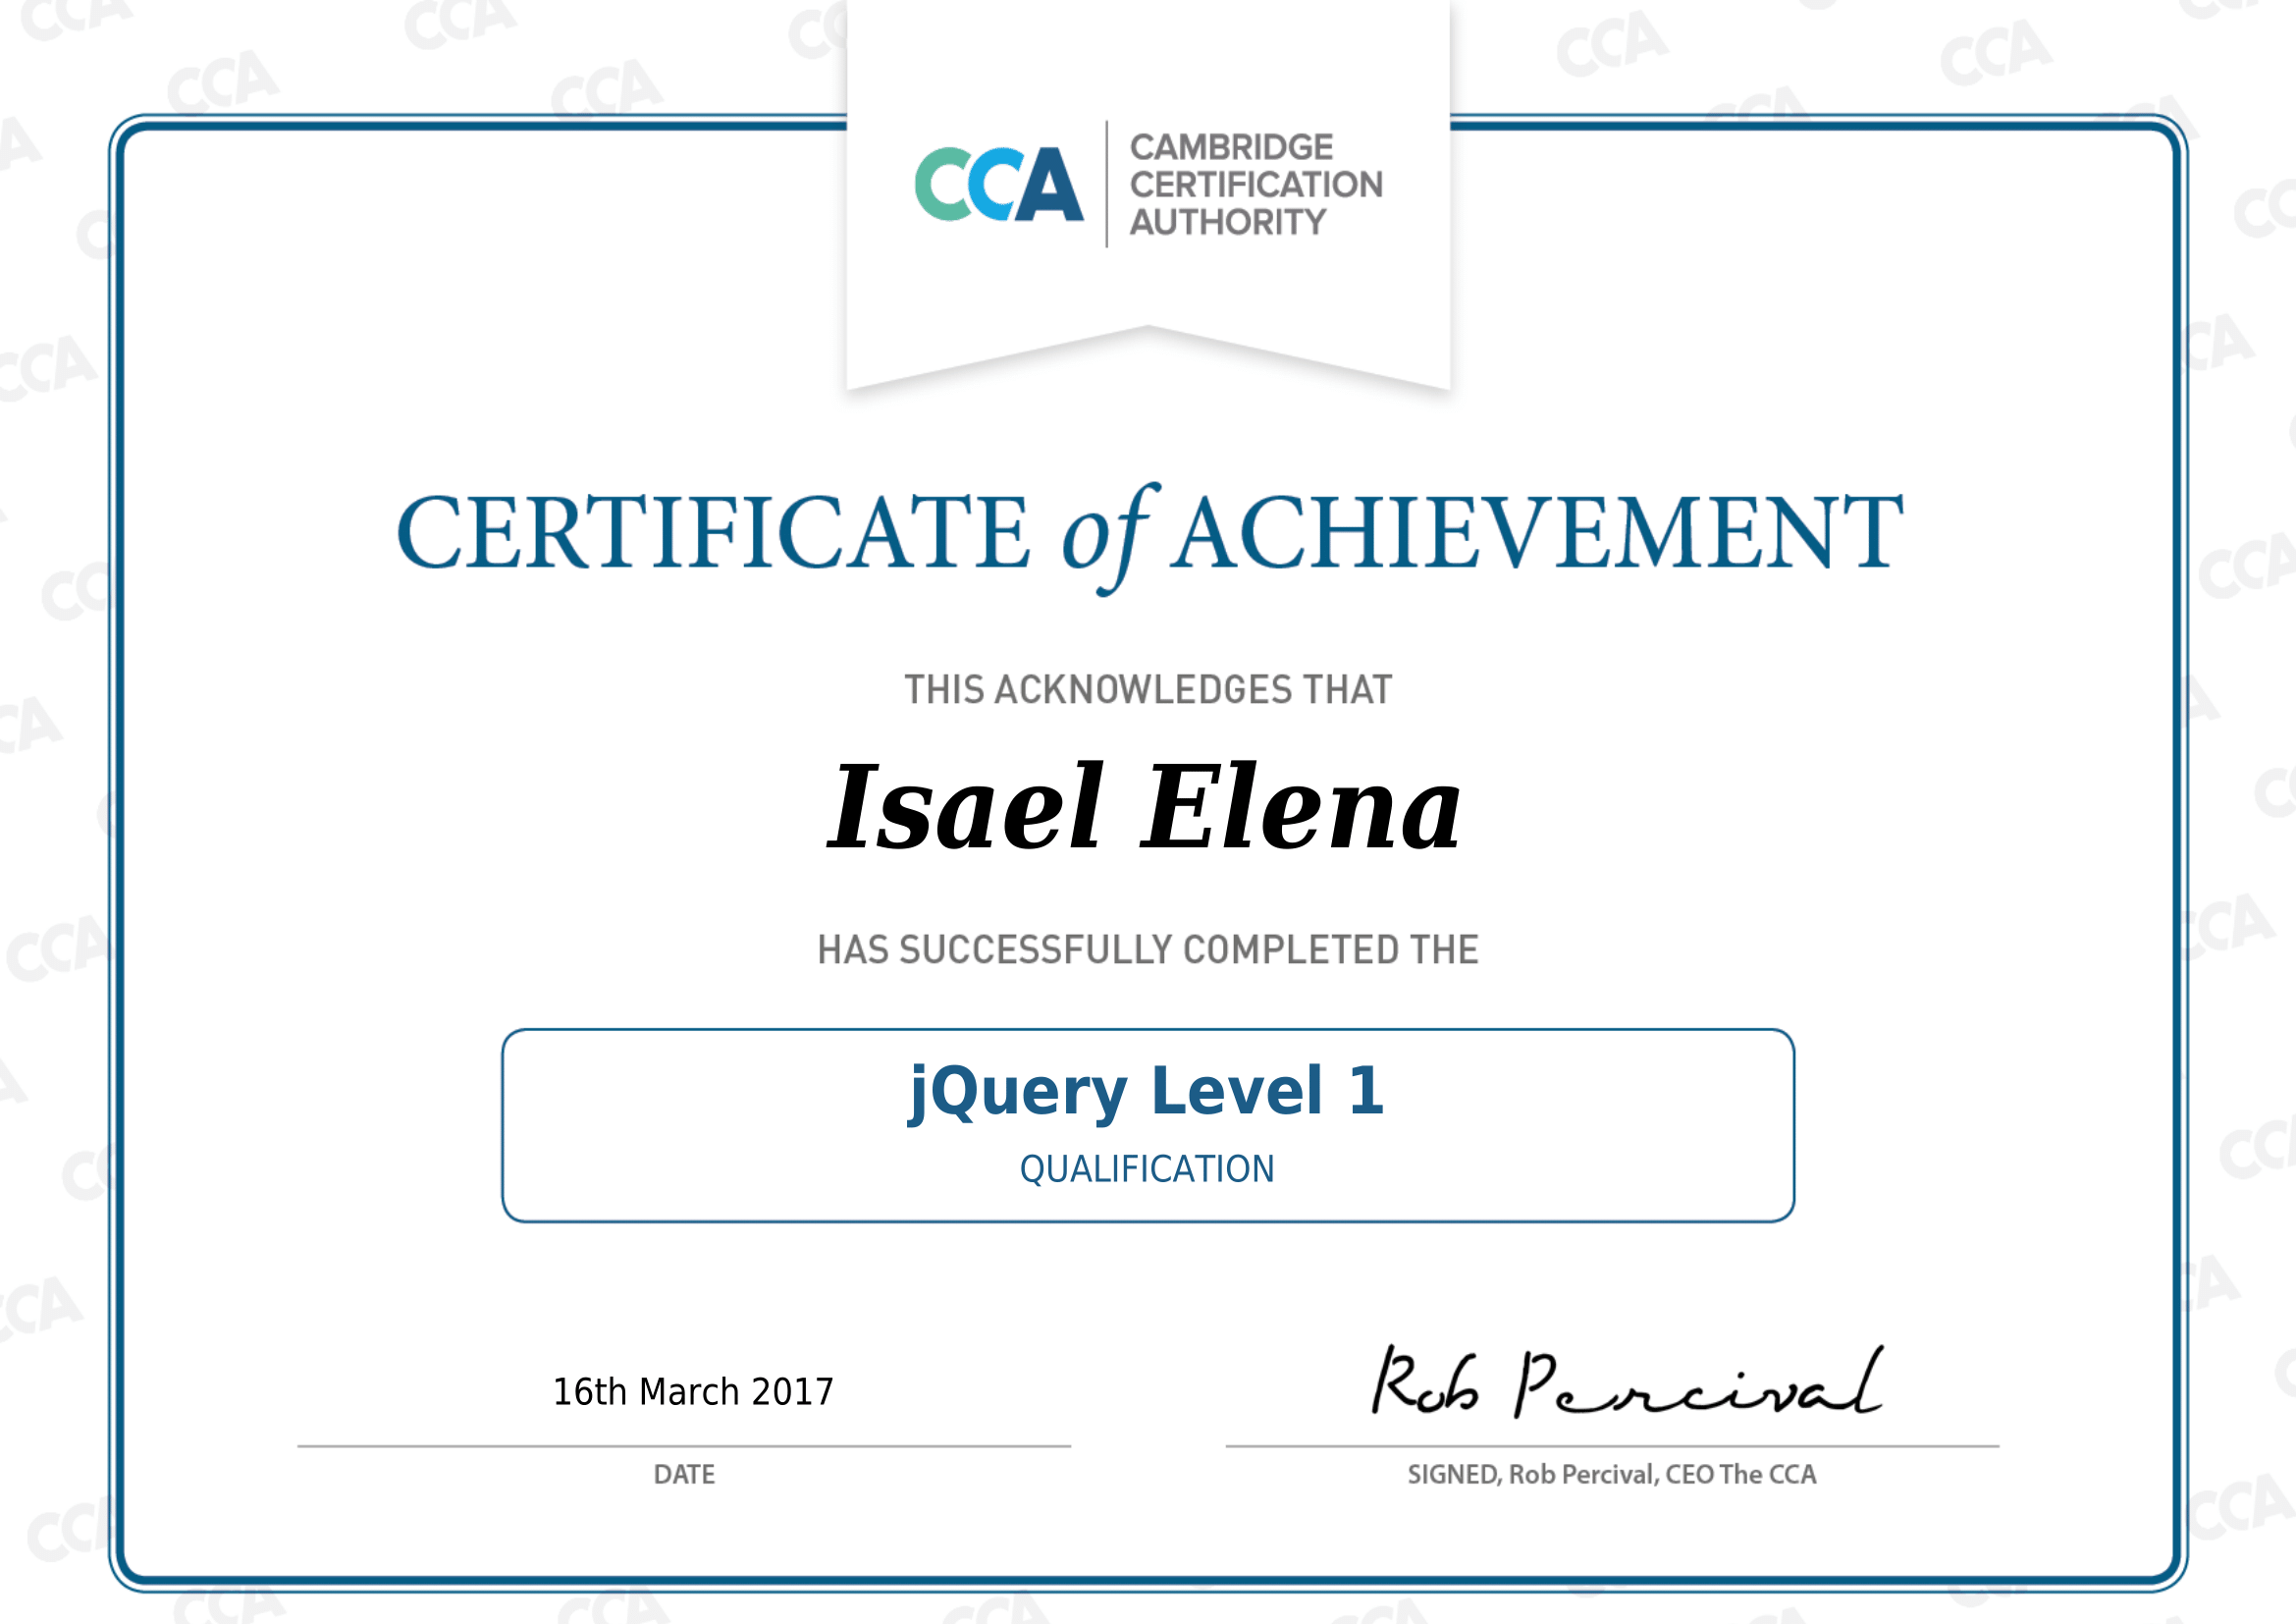 CCA
CAMBRIDGE
CERTIFICATION
AUTHORITY
CERTIFICATE of ACHIEVEMENT
THIS ACKNOWLEDGES THAT
Isael Elena
HAS SUCCESSFULLY COMPLETED THE
jQuery Level 1
QUALIFICATION
16th March 2017
Rob Percival
DATE
SIGNED, Rob Percival, CEO The CCA